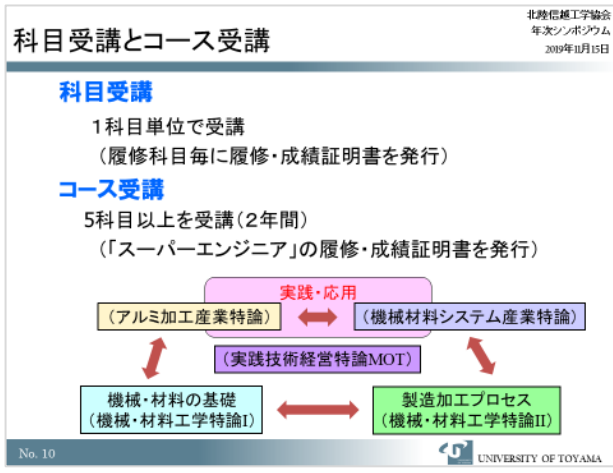 北陸信越工学協会
年次シンポジウム
2019年11月15日
科目受講とコース受講
科目受講
1科目単位で受講
(履修科目毎に履修・成績証明書を発行)
コース受講
5科目以上を受講(2年間)
(「スーパーエンジニア」の履修・成績証明書を発行)
実践・応用
(アルミ加工産業特論)
(機械材料システム産業特論)
(実践技術経営特論MOT)
機械・材料の基礎
(機械・材料工学特論I)
製造加工プロセス
(機械・材料工学特論II)
No. 10
UNIVERSITY OF TOYAMA